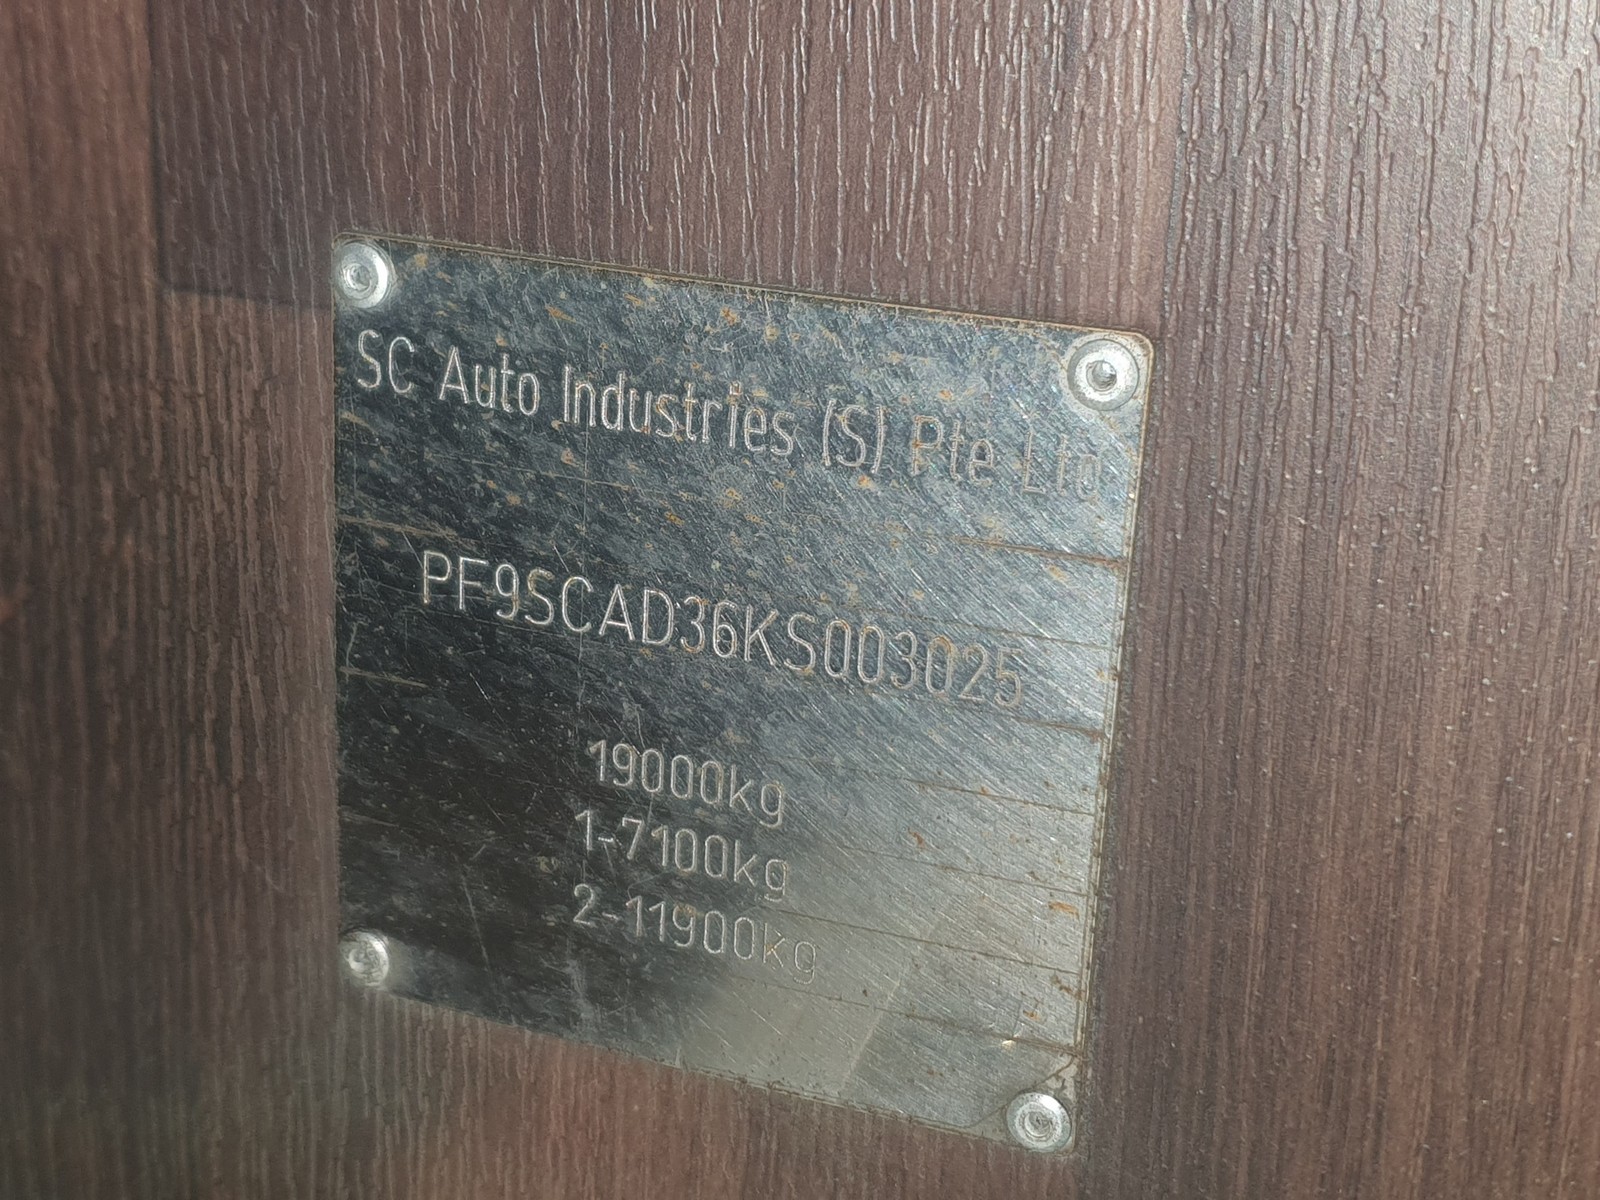 SC Auto Industries (S) Pte Ltd
PF9SCAD36KS003025
19000kg
1-7100kg
2-11900kg